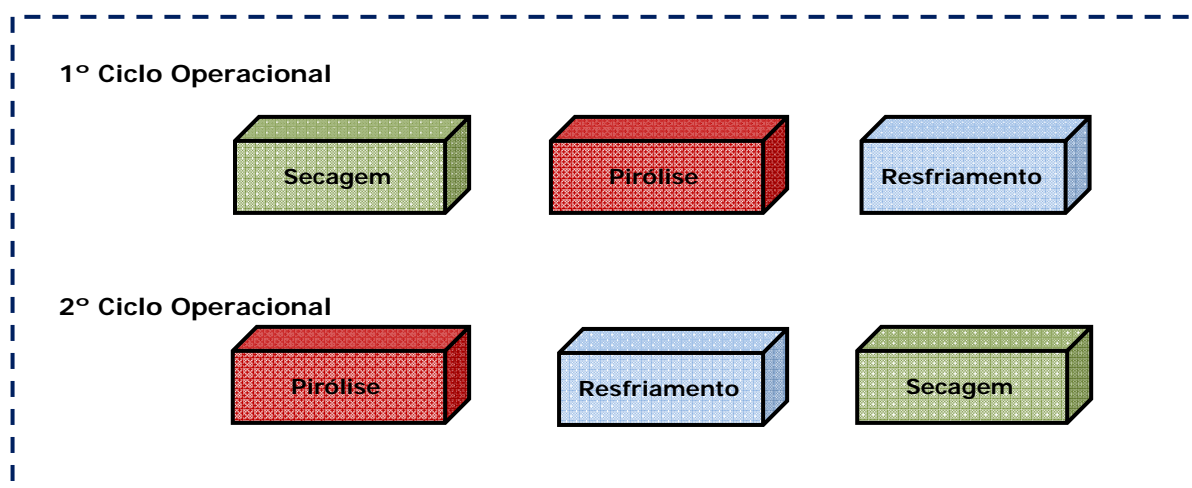 1º Ciclo Operacional
Secagem Pirólise Resfriamento
2º Ciclo Operacional
Pirólise Resfriamento Secagem